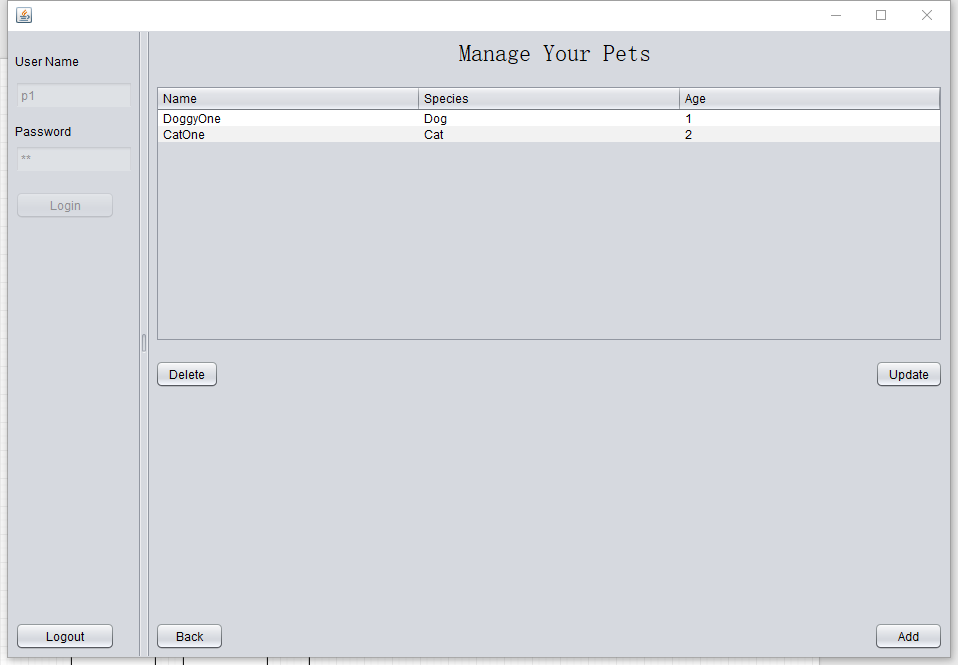 User Name
p1
Password
**
Login
Logout
Manage Your Pets
Name Species Age
DoggyOne Dog 1
CatOne Cat 2
Delete Update
Back Add